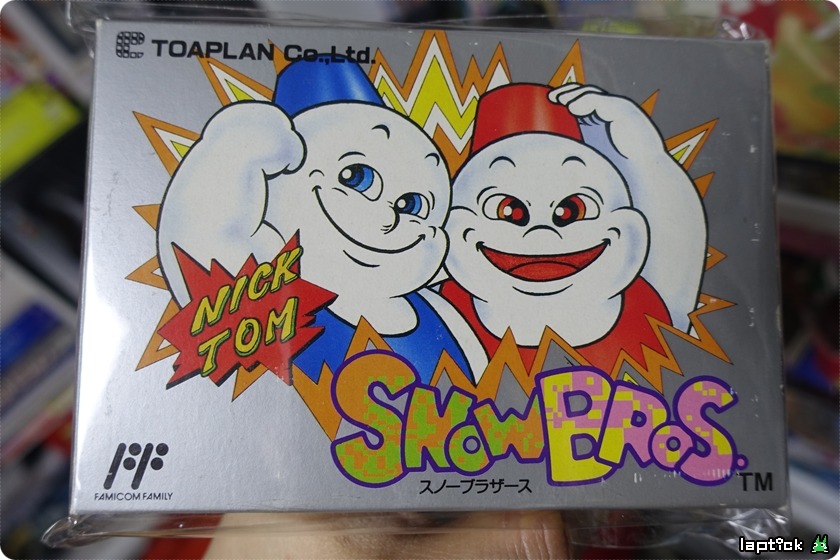 TOAPLAN Co.,Ltd.
NICK
TOM
SNOW BROS.
TM
スノーブラザース
FAMICOM FAMILY
laptick